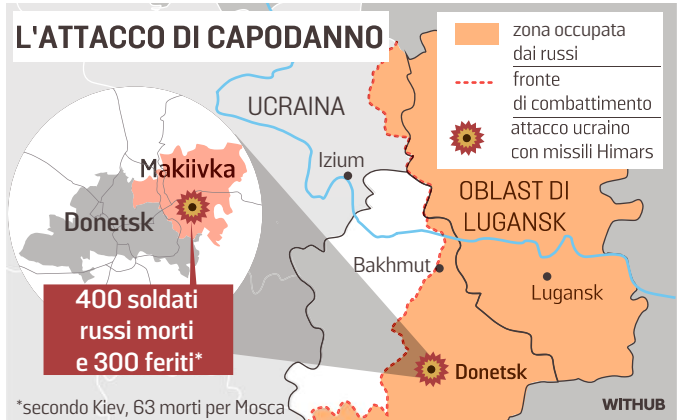 L'ATTACCO DI CAPODANNO
zona occupata
dai russi
fronte
di combattimento
attacco ucraino
con missili Himars
UCRAINA
Izium
Makiivka
Donetsk
OBLAST DI
LUGANSK
Bakhmut
Lugansk
400 soldati
russi morti
e 300 feriti*
Donetsk
*secondo Kiev, 63 morti per Mosca
WITHUB